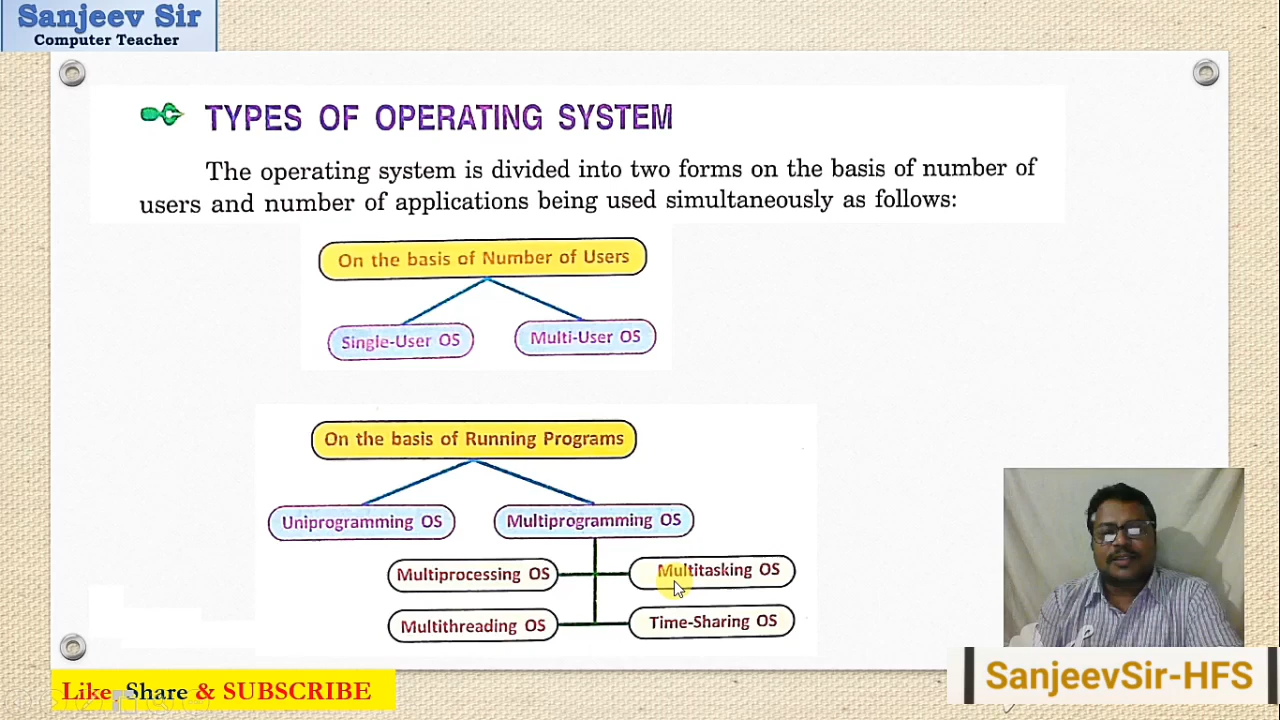 Sanjeev Sir
Computer Teacher
TYPES OF OPERATING SYSTEM
The operating system is divided into two forms on the basis of number of
users and number of applications being used simultaneously as follows:
On the basis of Number of Users
Single-User OS
Multi-User OS
On the basis of Running Programs
Uniprogramming OS
Multiprogramming OS
Multiprocessing OS
Multitasking OS
Multithreading OS
Time-Sharing OS
Like, Share & SUBSCRIBE
SanjeevSir-HFS